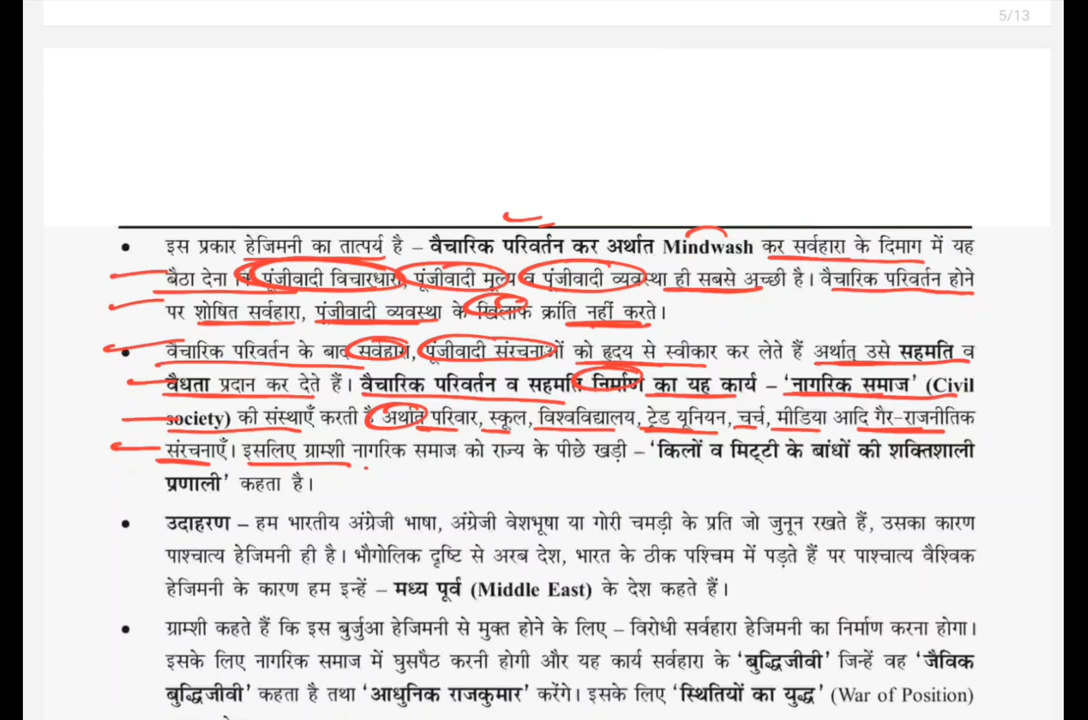 5/13
इस प्रकार हेजिमनी का तात्पर्य है – वैचारिक परिवर्तन कर अर्थात Mindwash कर सर्वहारा के दिमाग में यह
बैठा देना कि पूंजीवादी विचारधारा, पूंजीवादी मूल्य व पूंजीवादी व्यवस्था ही सबसे अच्छी है। वैचारिक परिवर्तन होने
पर शोषित सर्वहारा, पूंजीवादी व्यवस्था के खिलाफ क्रांति नहीं करते।
वैचारिक परिवर्तन के बाद सर्वहारा, पूंजीवादी संरचनाओं को हृदय से स्वीकार कर लेते हैं अर्थात् उसे सहमति व
वैधता प्रदान कर देते हैं। वैचारिक परिवर्तन व सहमति निर्माण का यह कार्य – 'नागरिक समाज' (Civil
society) की संस्थाएँ करती है अर्थात परिवार, स्कूल, विश्वविद्यालय, ट्रेड यूनियन, चर्च, मीडिया आदि गैर-राजनीतिक
संरचनाएँ। इसलिए ग्राम्शी नागरिक समाज को राज्य के पीछे खड़ी – 'किलों व मिट्टी के बांधों की शक्तिशाली
प्रणाली' कहता है।
उदाहरण – हम भारतीय अंग्रेजी भाषा, अंग्रेजी वेशभूषा या गोरी चमड़ी के प्रति जो जुनून रखते हैं, उसका कारण
पाश्चात्य हेजिमनी ही है। भौगोलिक दृष्टि से अरब देश, भारत के ठीक पश्चिम में पड़ते हैं पर पाश्चात्य वैश्विक
हेजिमनी के कारण हम इन्हें – मध्य पूर्व (Middle East) के देश कहते हैं।
ग्राम्शी कहते हैं कि इस बुर्जुआ हेजिमनी से मुक्त होने के लिए – विरोधी सर्वहारा हेजिमनी का निर्माण करना होगा।
इसके लिए नागरिक समाज में घुसपैठ करनी होगी और यह कार्य सर्वहारा के 'बुद्धिजीवी' जिन्हें वह 'जैविक
बुद्धिजीवी' कहता है तथा 'आधुनिक राजकुमार' करेंगे। इसके लिए 'स्थितियों का युद्ध' (War of Position)